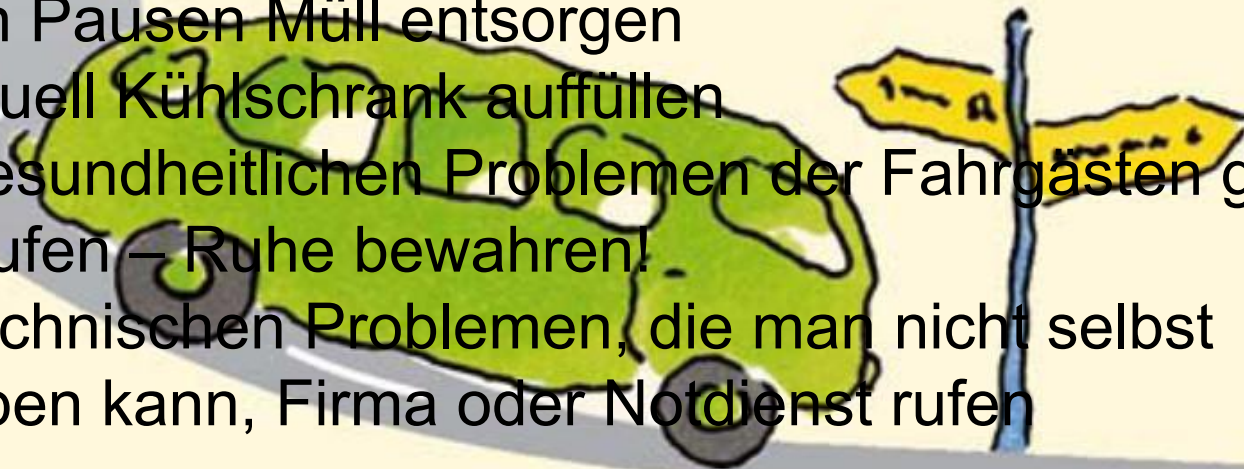 Pausen Müll entsorgen
uell Kühlschrank auffüllen
esundheitlichen Problemen der Fahrgästen g
ufen – Ruhe bewahren!
chnischen Problemen, die man nicht selbst
ben kann, Firma oder Notdienst rufen